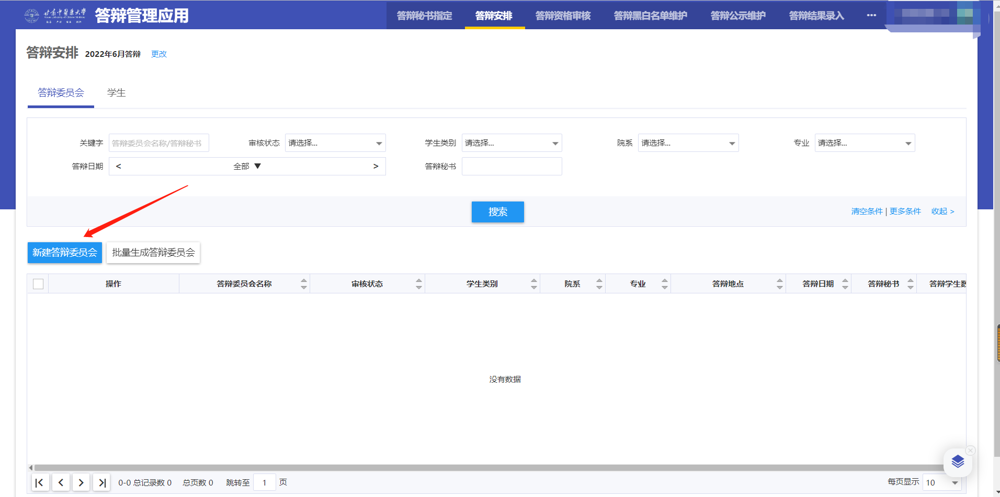 甘肃中医药大学
答辩管理应用
答辩秘书指定 答辩安排 答辩资格审核 答辩黑白名单维护 答辩公示维护 答辩结果录入 ···
答辩安排 2022年6月答辩 更改
答辩委员会 学生
关键字 答辩委员会名称/答辩秘书 审核状态 请选择... 学生类别 请选择... 院系 请选择... 专业 请选择...
答辩日期 < 全部 ▼ > 答辩秘书
搜索
清空条件 | 更多条件 收起 >
新建答辩委员会 批量生成答辩委员会
操作 答辩委员会名称 审核状态 学生类别 院系 专业 答辩地点 答辩日期 答辩秘书 答辩学生数
没有数据
0-0 总记录数 0 总页数 0 跳转至 1 页 每页显示 10